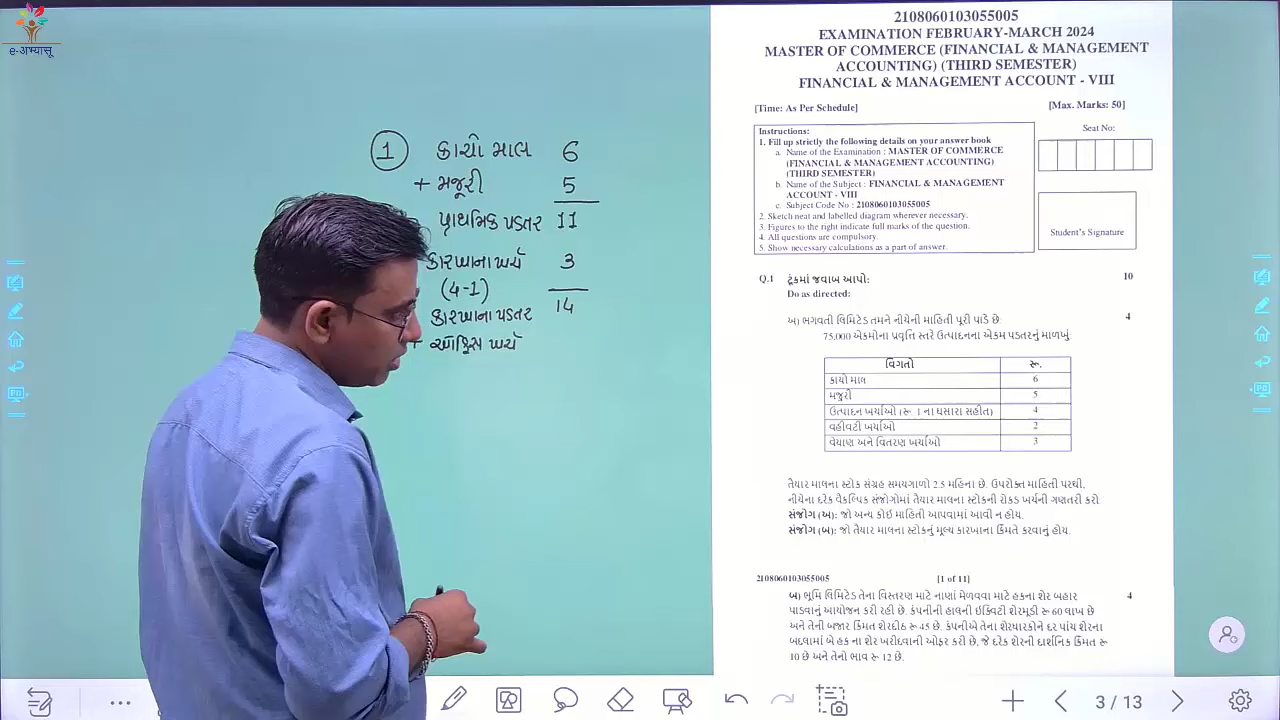 e-अभ्यासू
1 કાચો માલ 6
+ મજૂરી 5
પ્રાથમિક પડતર 11
કારખાના ખર્ચ 3
(4-1)
કારખાના પડતર 14
+ ઑફિસ ખર્ચ
2108060103055005
EXAMINATION FEBRUARY-MARCH 2024
MASTER OF COMMERCE (FINANCIAL & MANAGEMENT
ACCOUNTING) (THIRD SEMESTER)
FINANCIAL & MANAGEMENT ACCOUNT - VIII
[Time: As Per Schedule] [Max. Marks: 50]
Instructions:
1. Fill up strictly the following details on your answer book
a. Name of the Examination : MASTER OF COMMERCE
(FINANCIAL & MANAGEMENT ACCOUNTING)
(THIRD SEMESTER)
b. Name of the Subject : FINANCIAL & MANAGEMENT
ACCOUNT - VIII
c. Subject Code No : 2108060103055005
2. Sketch neat and labelled diagram wherever necessary.
3. Figures to the right indicate full marks of the question.
4. All questions are compulsory.
5. Show necessary calculations as a part of answer.
Seat No:
Student's Signature
Q.1 ટૂંકમાં જવાબ આપો: 10
Do as directed:
અ) ભગવતી લિમિટેડ તમને નીચેની માહિતી પૂરી પાડે છે 4
75,000 એકમોના પ્રવૃત્તિ સ્તરે ઉત્પાદનના એકમ પડતરનું માળખું
વિગતો રૂ.
કાચો માલ 6
મજુરી 5
ઉત્પાદન ખર્ચાઓ (રૂ. 1 ના ઘસારા સહીત) 4
વહીવટી ખર્ચાઓ 2
વેચાણ અને વિતરણ ખર્ચાઓ 3
તૈયાર માલના સ્ટોક સંગ્રહ સમયગાળો 2.5 મહિના છે. ઉપરોક્ત માહિતી પરથી,
નીચેના દરેક વૈકલ્પિક સંજોગોમાં તૈયાર માલના સ્ટોકની રોકડ ખર્ચની ગણતરી કરો
સંજોગ (અ): જો અન્ય કોઇ માહિતી આપવામાં આવી ન હોય.
સંજોગ (બ): જો તૈયાર માલના સ્ટોકનું મૂલ્ય કારખાના કિંમતે કરવાનું હોય.
2108060103055005 [1 of 11]
બ) ભૂમિ લિમિટેડ તેના વિસ્તરણ માટે નાણાં મેળવવા માટે હકના શેર બહાર 4
પાડવાનું આયોજન કરી રહી છે. કંપનીની હાલની ઇક્વિટી શેરમૂડી રૂ 60 લાખ છે
અને તેની બજાર કિંમત શેરદીઠ રૂ 45 છે. કંપનીએ તેના શેરધારકોને દર પાંચ શેરના
બદલામાં બે હક ના શેર ખરીદવાની ઓફર કરી છે, જે દરેક શેરની દાર્શનિક કિંમત રૂ
10 છે અને તેનો ભાવ રૂ 12 છે.
3 / 13